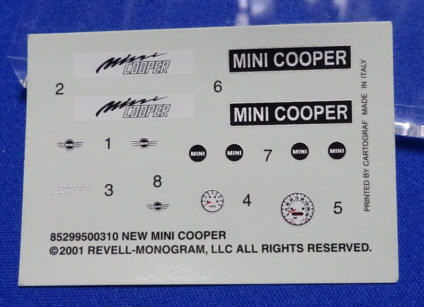 Mini COOPER
MINI COOPER
2
6
Mini COOPER
MINI COOPER
1
MINI MINI 7 MINI MINI
COOPER 3
8
4
5
85299500310 NEW MINI COOPER
©2001 REVELL-MONOGRAM, LLC ALL RIGHTS RESERVED.
PRINTED BY CARTOGRAF MADE IN ITALY